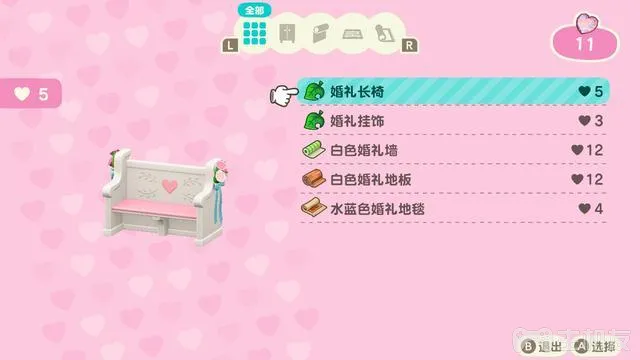 全部
L
R
11
5
婚礼长椅 5
婚礼挂饰 3
白色婚礼墙 12
白色婚礼地板 12
水蓝色婚礼地毯 4
B 退出 A 选择